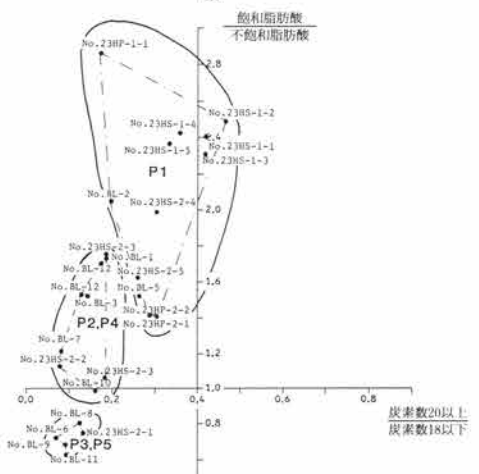 飽和脂肪酸
不飽和脂肪酸
No.23HP-1-1
2.8
No.23HS-1-2
No.23HS-1-4
2.4
No.23HS-1-1
No.23HS-1-5
No.23HS-1-3
P1
No.BL-2
No.23HS-2-4
2.0
No.23HS-2-3
No.BL-1
No.BL-12
No.23HS-2-5
1.6
No.BL-12
No.BL-5
No.BL-3
No.23HP-2-2
P2,P4
No.23HP-2-1
No.BL-7
1.2
No.23HS-2-2
No.23HS-2-3
No.BL-10
1.0
0.0
0.2
0.4
0.6
0.8
炭素数20以上
炭素数18以下
No.BL-8
0.8
No.BL-6
No.23HS-2-1
No.BL-9
P3,P5
No.BL-11